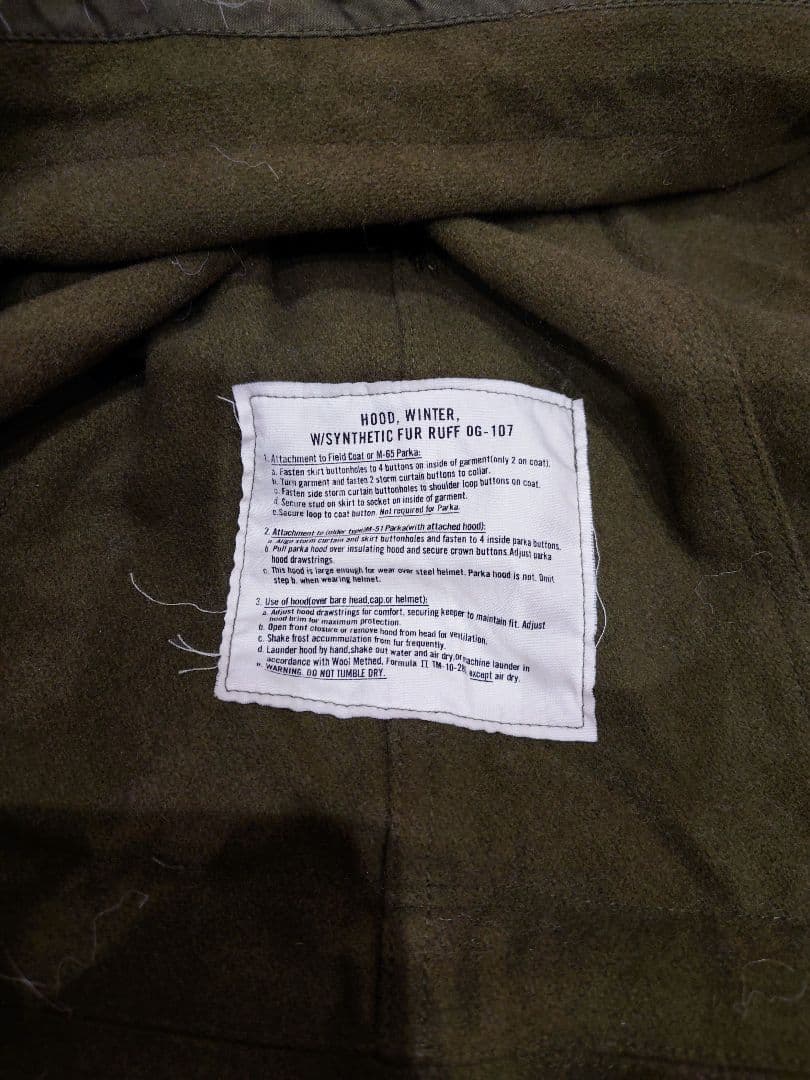 HOOD, WINTER,
W/SYNTHETIC FUR RUFF OG-107
1. Attachment to Field Coat or M-65 Parka:
a. Fasten skirt buttonholes to 4 buttons on inside of garment(only 2 on coat).
b. Turn garment and fasten 2 storm curtain buttons to collar.
c. Fasten side storm curtain buttonholes to shoulder loop buttons on coat.
d. Secure stud on skirt to socket on inside of garment.
e. Secure loop to coat button. Not required for Parka.
2. Attachment to (older type)M-51 Parka(with attached hood):
a. Align storm curtain and skirt buttonholes and fasten to 4 inside parka buttons.
b. Pull parka hood over insulating hood and secure crown buttons. Adjust parka
hood drawstrings.
c. This hood is large enough for wear over steel helmet. Parka hood is not. Omit
step b. when wearing helmet.
3. Use of hood(over bare head,cap,or helmet):
a. Adjust hood drawstrings for comfort, securing keeper to maintain fit. Adjust
hood brim for maximum protection.
b. Open front closure or remove hood from head for ventilation.
c. Shake frost accummulation from fur frequently.
d. Launder hood by hand,shake out water and air dry,or machine launder in
accordance with Wool Method, Formula II TM-10-28, except air dry.
e. WARNING. DO NOT TUMBLE DRY.